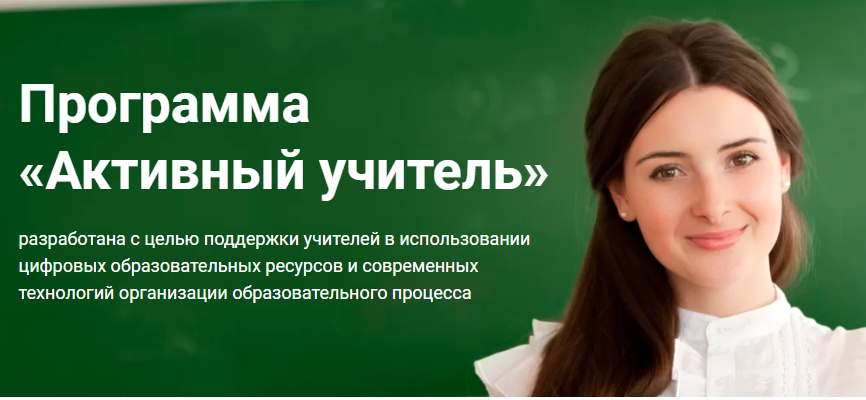 Программа
«Активный учитель»
разработана с целью поддержки учителей в использовании
цифровых образовательных ресурсов и современных
технологий организации образовательного процесса